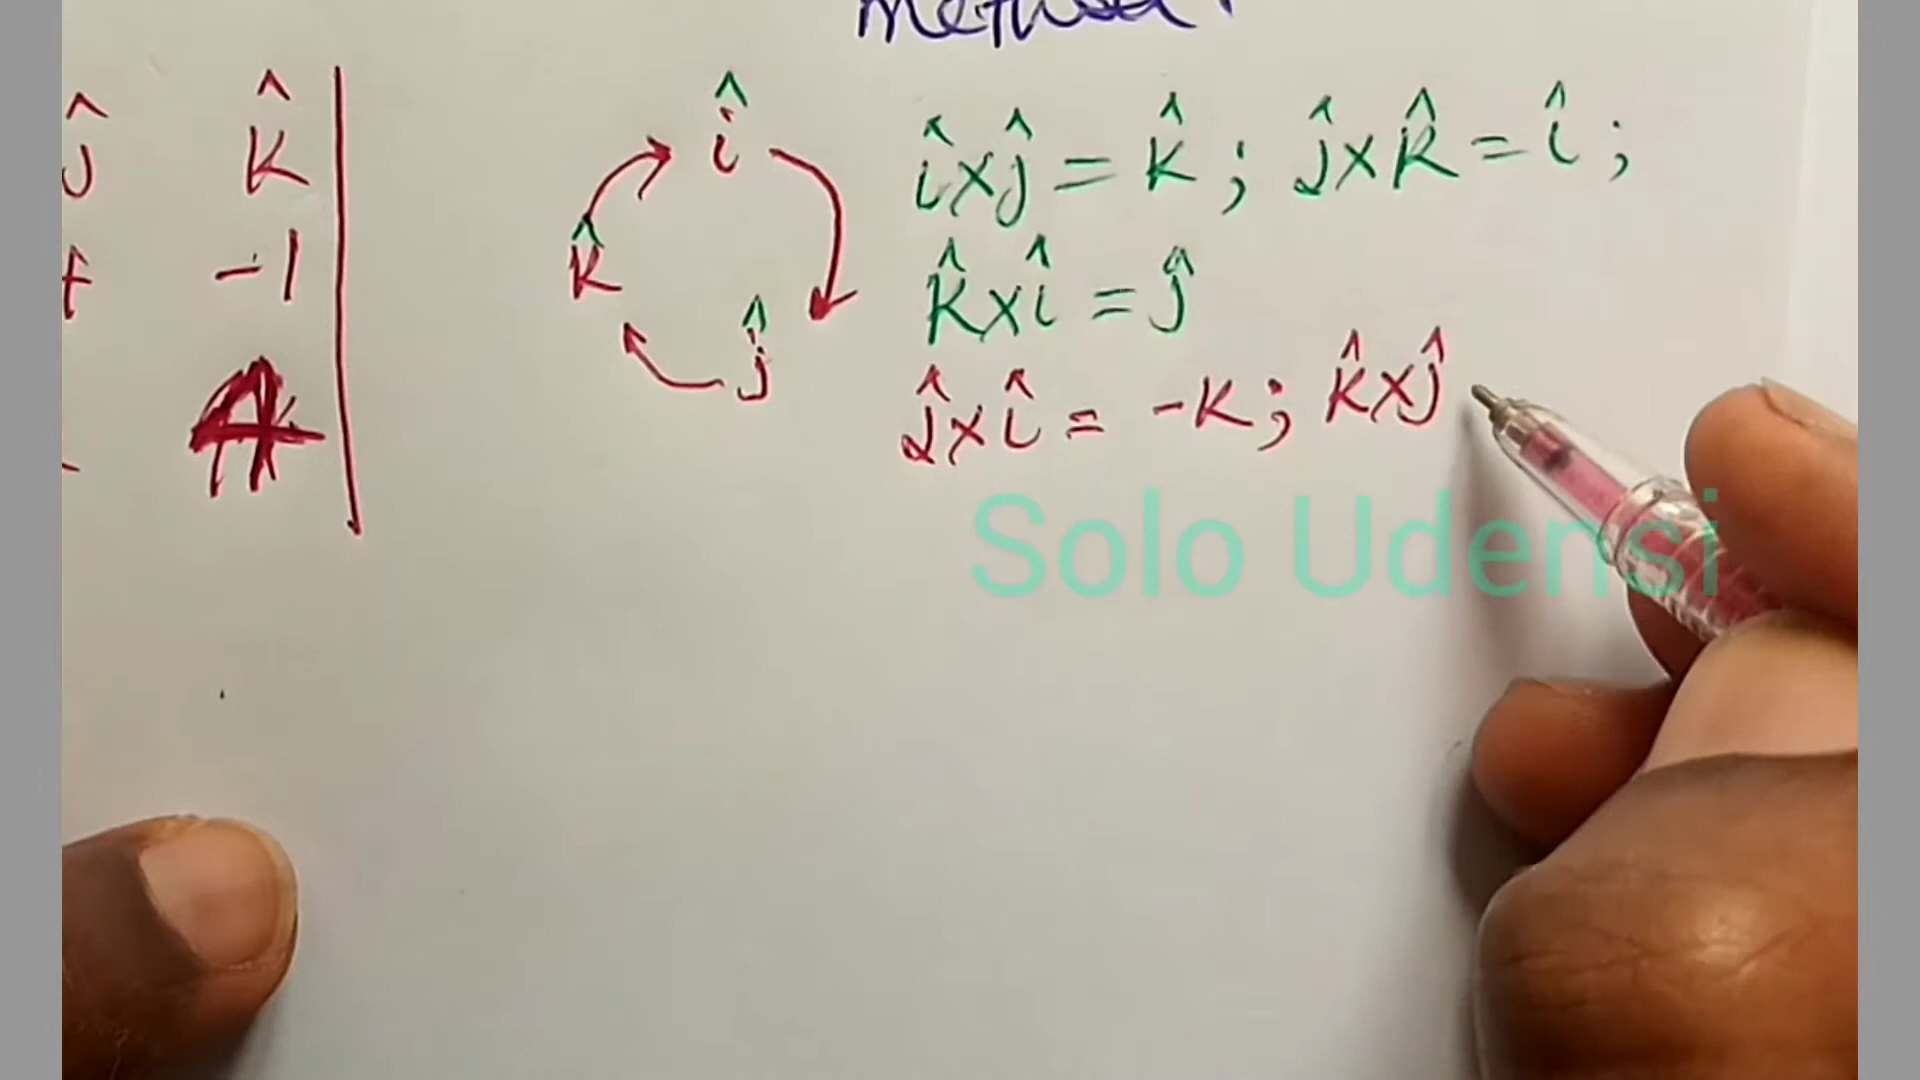 ĵ k̂
-1
î
k̂
ĵ
î×ĵ = k̂ ; ĵ×k̂ = î ;
k̂×î = ĵ
ĵ×î = -K ; k̂×ĵ
Solo Udensi